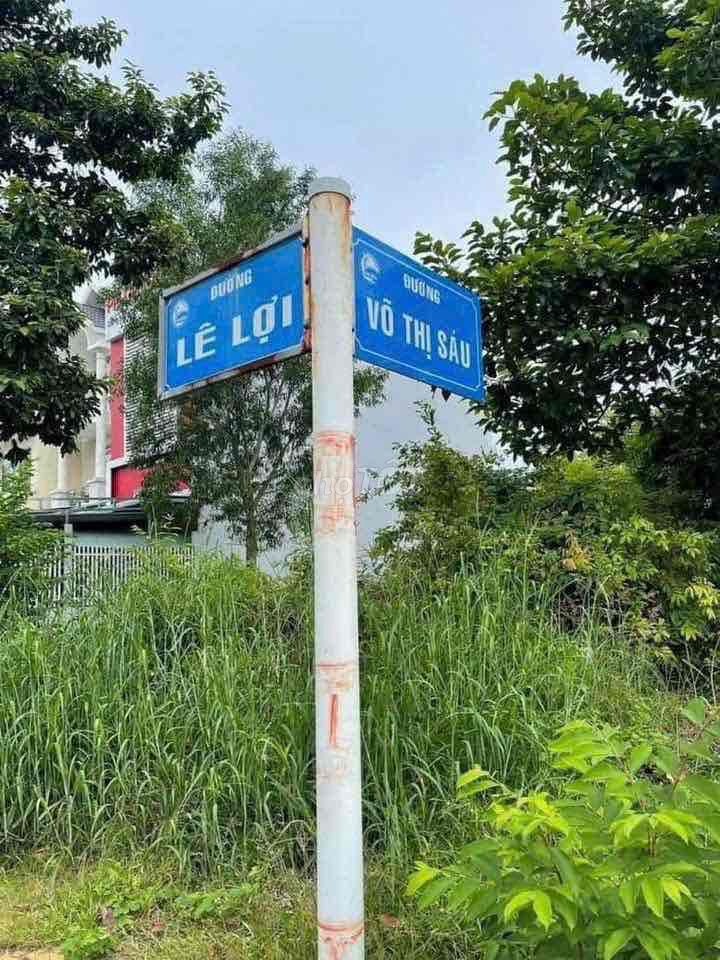 ĐƯỜNG
LÊ LỢI
ĐƯỜNG
VÕ THỊ SÁU